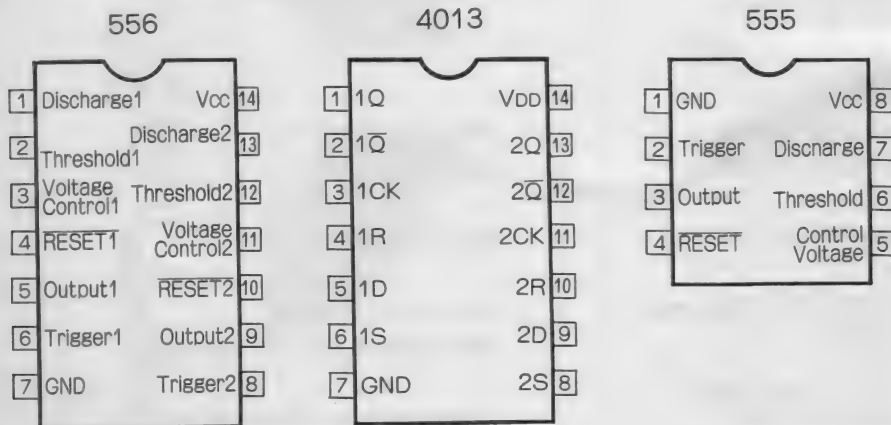 556
1 Discharge1
2 Threshold1
3 Voltage
Control1
4 R̅E̅S̅E̅T̅1̅
5 Output1
6 Trigger1
7 GND
Vcc 14
Discharge2 13
Threshold2 12
Voltage
Control2 11
R̅E̅S̅E̅T̅2̅ 10
Output2 9
Trigger2 8
4013
1 1Q
2 1Q̅
3 1CK
4 1R
5 1D
6 1S
7 GND
VDD 14
2Q 13
2Q̅ 12
2CK 11
2R 10
2D 9
2S 8
555
1 GND
2 Trigger
3 Output
4 R̅E̅S̅E̅T̅
Vcc 8
Discnarge 7
Threshold 6
Control
Voltage 5